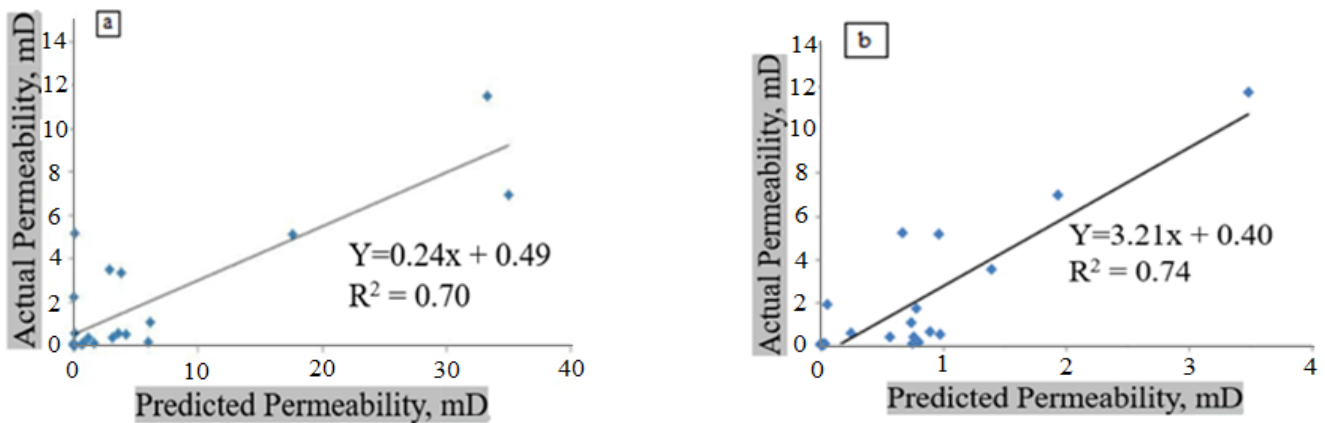 a
Actual Permeability, mD
14
12
10
8
6
4
2
0
0 10 20 30 40
Y=0.24x + 0.49
R² = 0.70
Predicted Permeability, mD
b
Actual Permeability, mD
14
12
10
8
6
4
2
0
0 1 2 3 4
Y=3.21x + 0.40
R² = 0.74
Predicted Permeability, mD